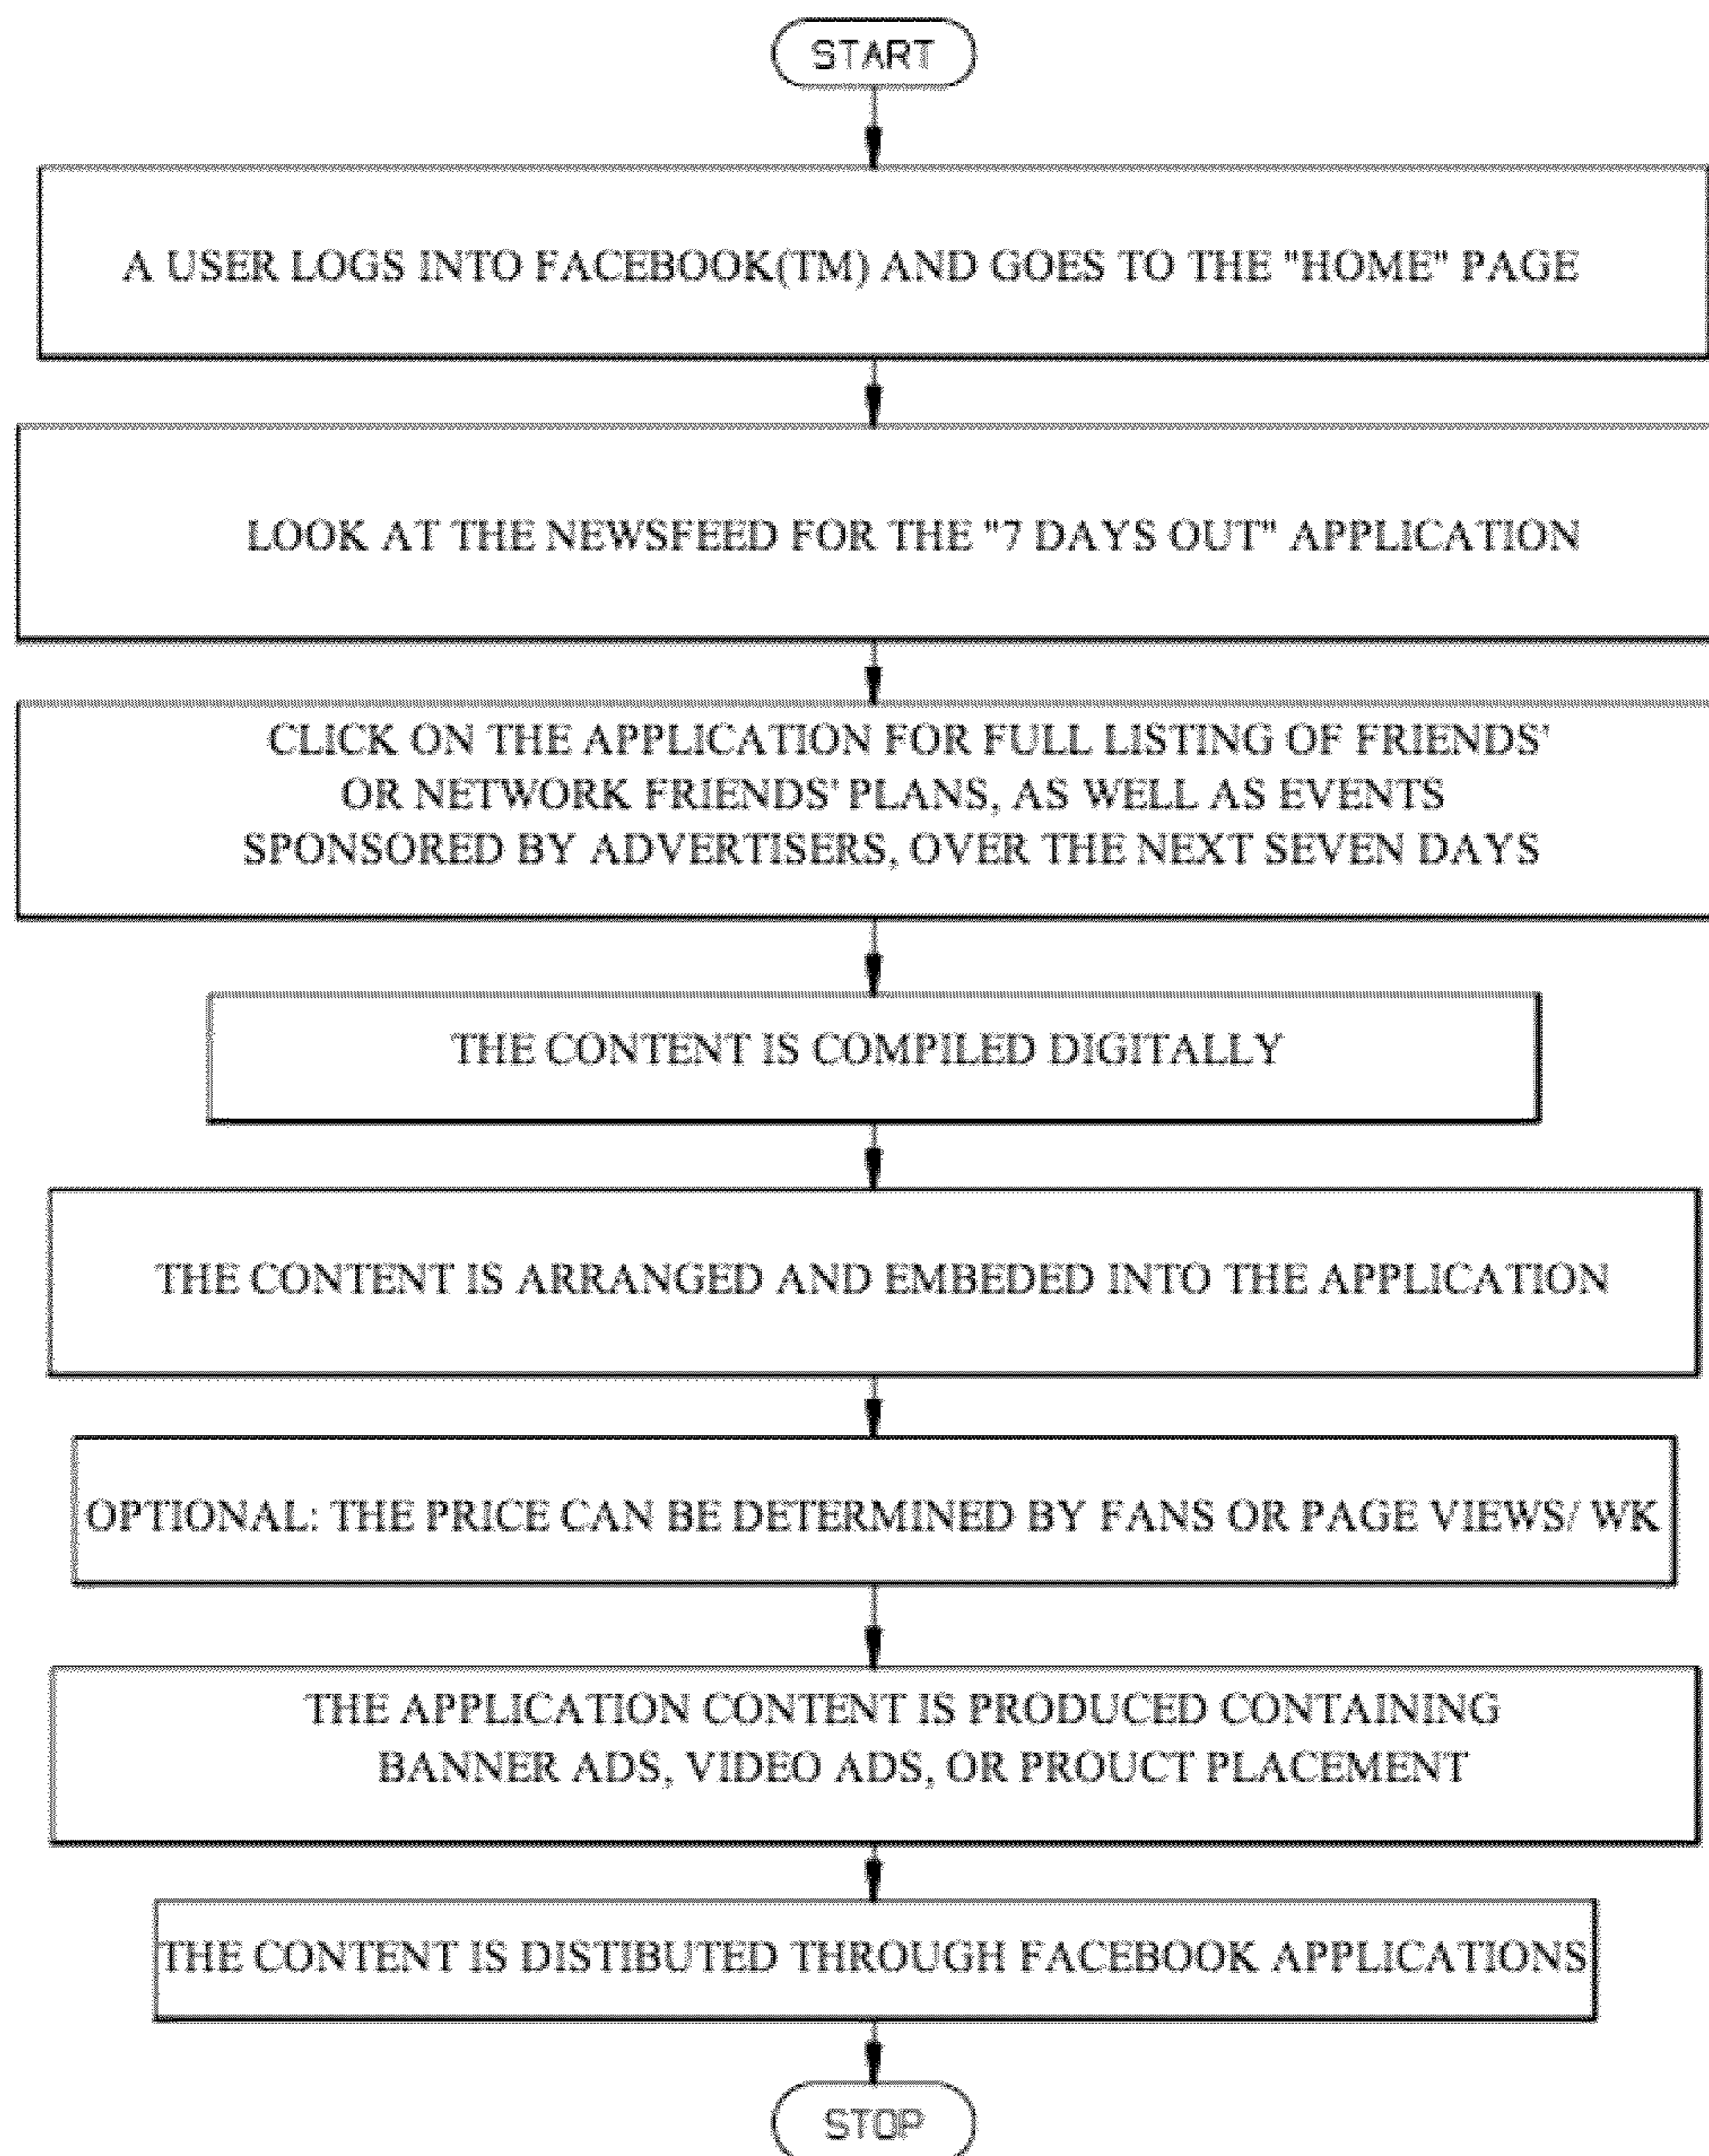 START
A USER LOGS INTO FACEBOOK(TM) AND GOES TO THE "HOME" PAGE
LOOK AT THE NEWSFEED FOR THE "7 DAYS OUT" APPLICATION
CLICK ON THE APPLICATION FOR FULL LISTING OF FRIENDS'
OR NETWORK FRIENDS' PLANS, AS WELL AS EVENTS
SPONSORED BY ADVERTISERS, OVER THE NEXT SEVEN DAYS
THE CONTENT IS COMPILED DIGITALLY
THE CONTENT IS ARRANGED AND EMBEDED INTO THE APPLICATION
OPTIONAL: THE PRICE CAN BE DETERMINED BY FANS OR PAGE VIEWS/ WK
THE APPLICATION CONTENT IS PRODUCED CONTAINING
BANNER ADS, VIDEO ADS, OR PROUCT PLACEMENT
THE CONTENT IS DISTIBUTED THROUGH FACEBOOK APPLICATIONS
STOP